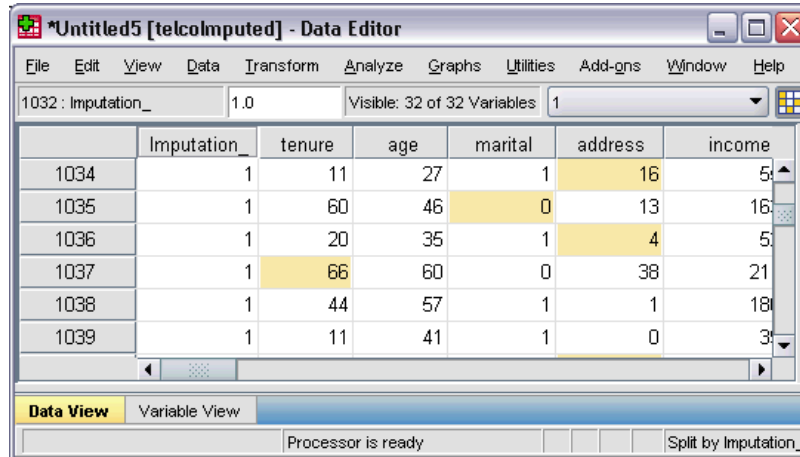 *Untitled5 [telcoImputed] - Data Editor
File Edit View Data Transform Analyze Graphs Utilities Add-ons Window Help
1032 : Imputation_ 1.0 Visible: 32 of 32 Variables 1
Imputation_ tenure age marital address income
1034 1 11 27 1 16
1035 1 60 46 0 13
1036 1 20 35 1 4
1037 1 66 60 0 38
1038 1 44 57 1 1
1039 1 11 41 1 0
Data View Variable View
Processor is ready Split by Imputation_